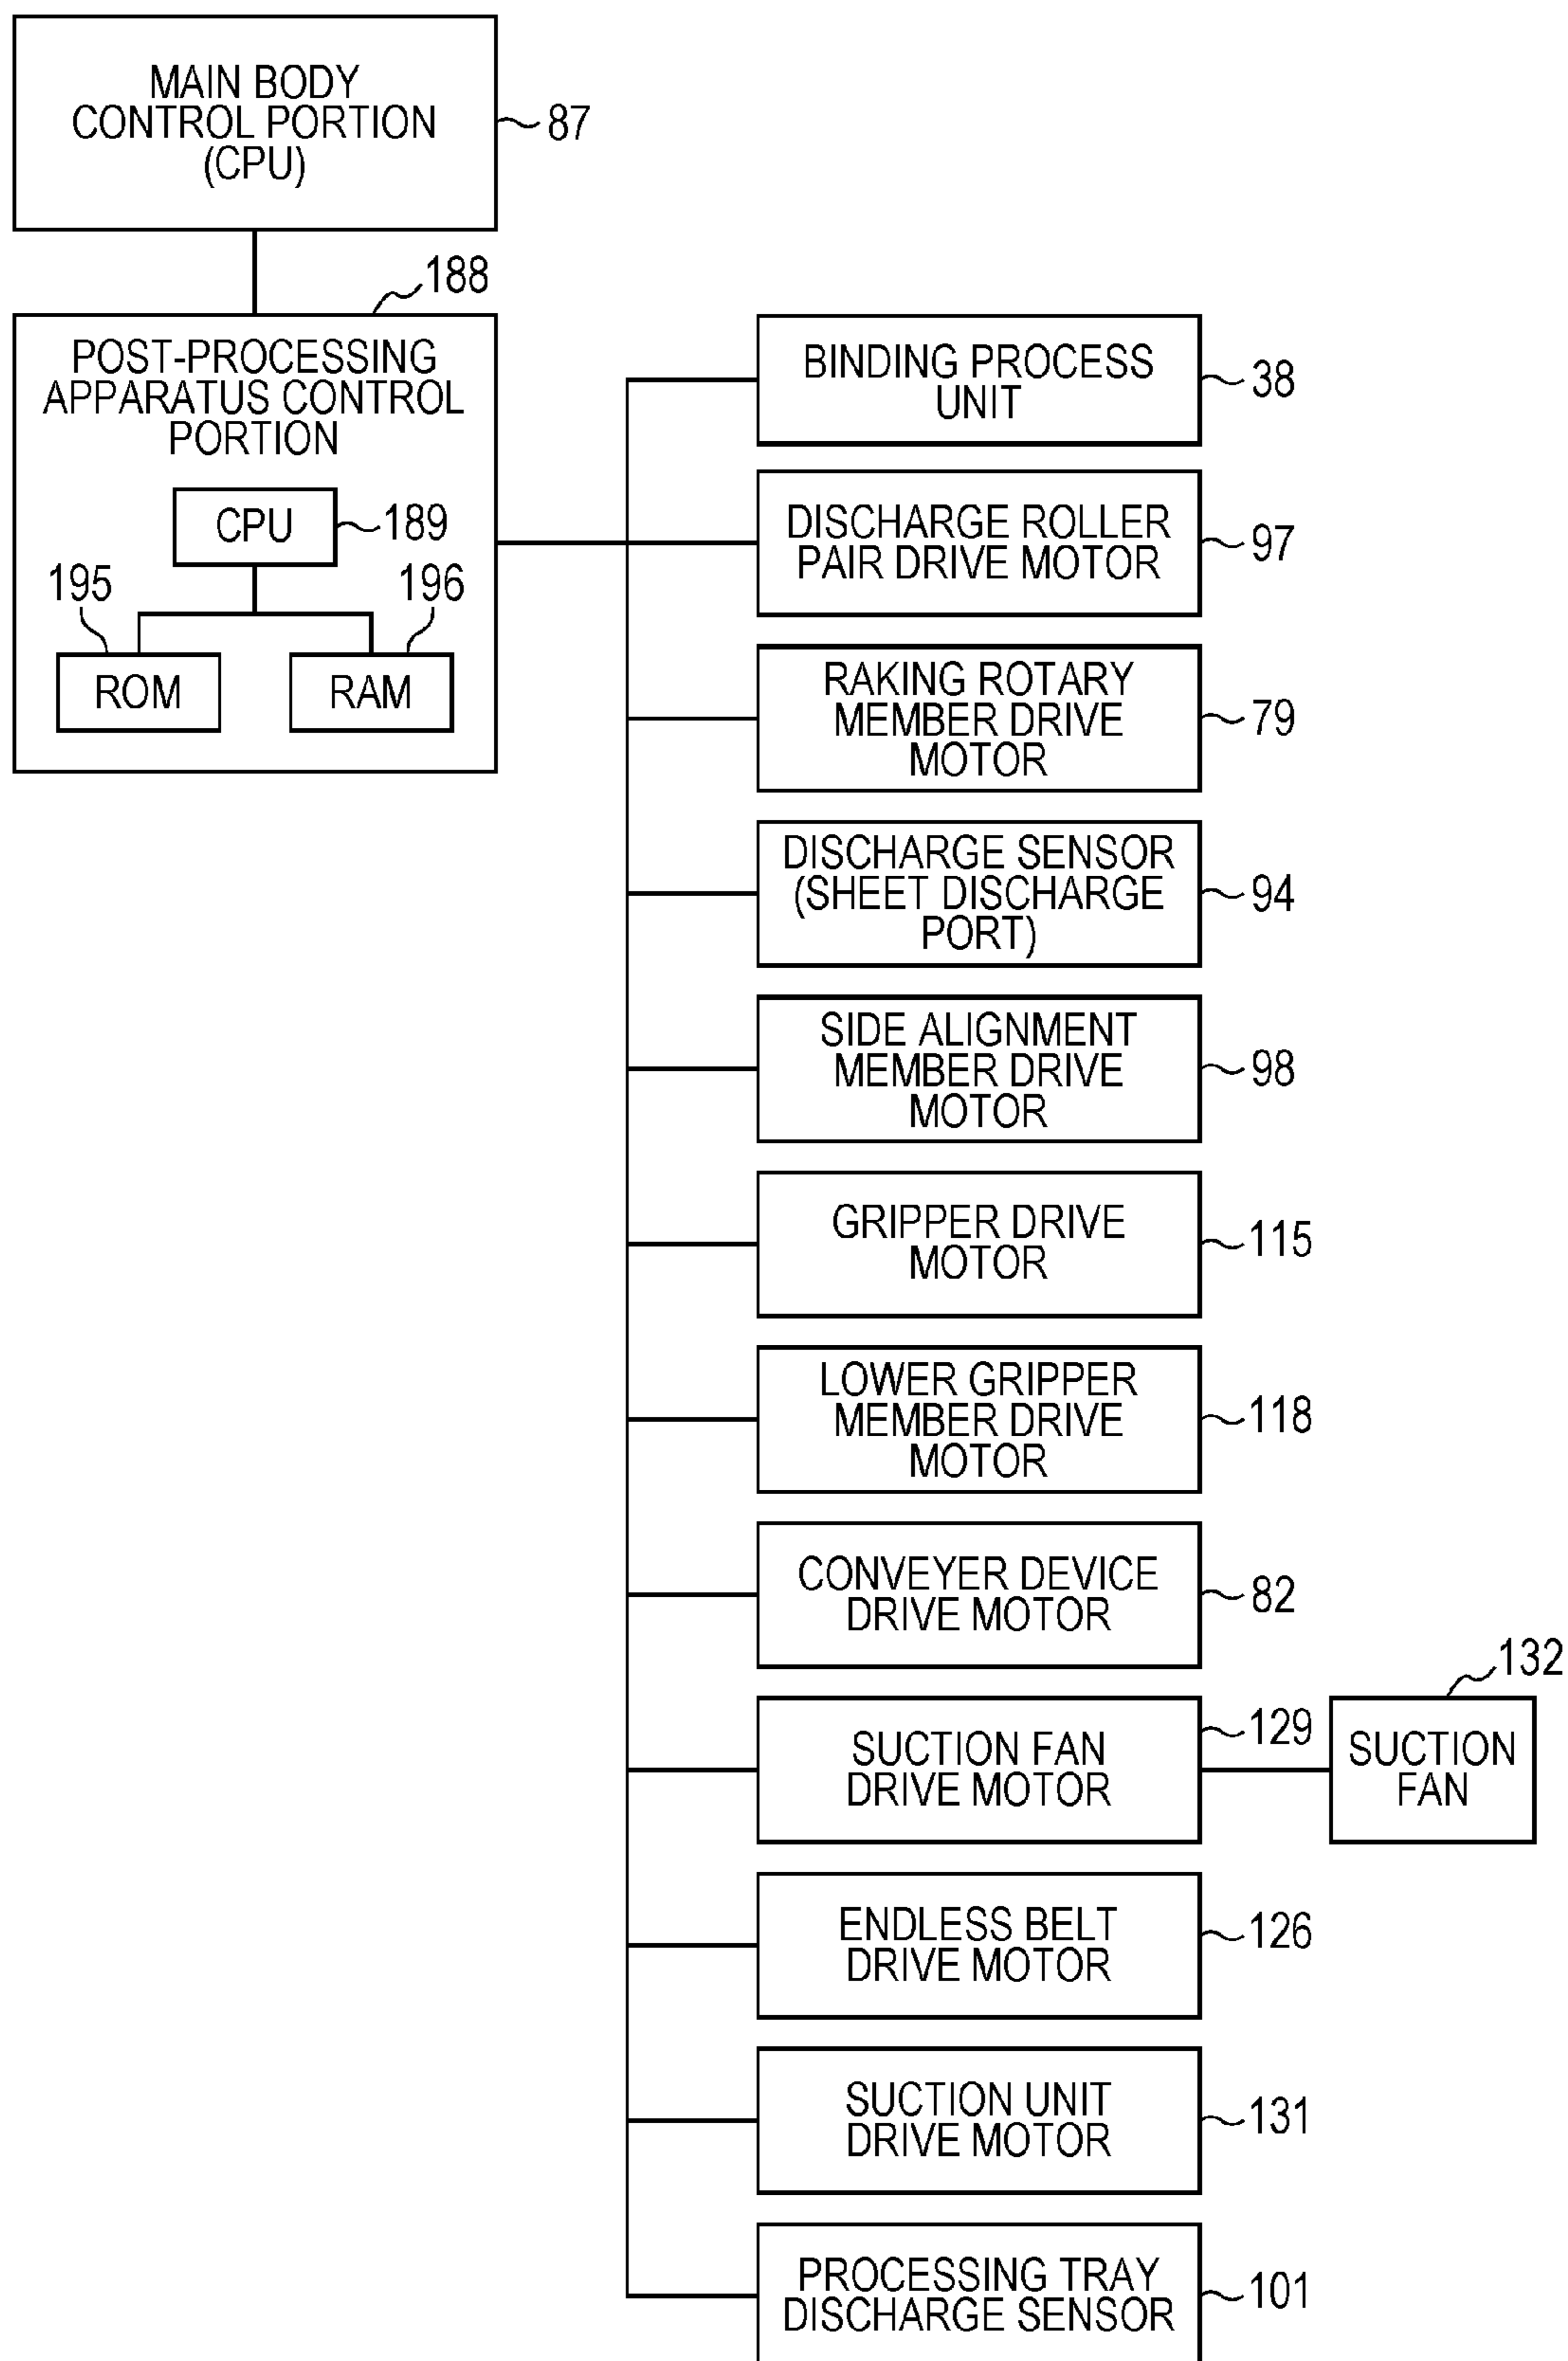 MAIN BODY
CONTROL PORTION
(CPU)
87
188
POST-PROCESSING
APPARATUS CONTROL
PORTION
CPU
189
195
196
ROM
RAM
BINDING PROCESS
UNIT
38
DISCHARGE ROLLER
PAIR DRIVE MOTOR
97
RAKING ROTARY
MEMBER DRIVE
MOTOR
79
DISCHARGE SENSOR
(SHEET DISCHARGE
PORT)
94
SIDE ALIGNMENT
MEMBER DRIVE
MOTOR
98
GRIPPER DRIVE
MOTOR
115
LOWER GRIPPER
MEMBER DRIVE
MOTOR
118
CONVEYER DEVICE
DRIVE MOTOR
82
SUCTION FAN
DRIVE MOTOR
129
132
SUCTION
FAN
ENDLESS BELT
DRIVE MOTOR
126
SUCTION UNIT
DRIVE MOTOR
131
PROCESSING TRAY
DISCHARGE SENSOR
101